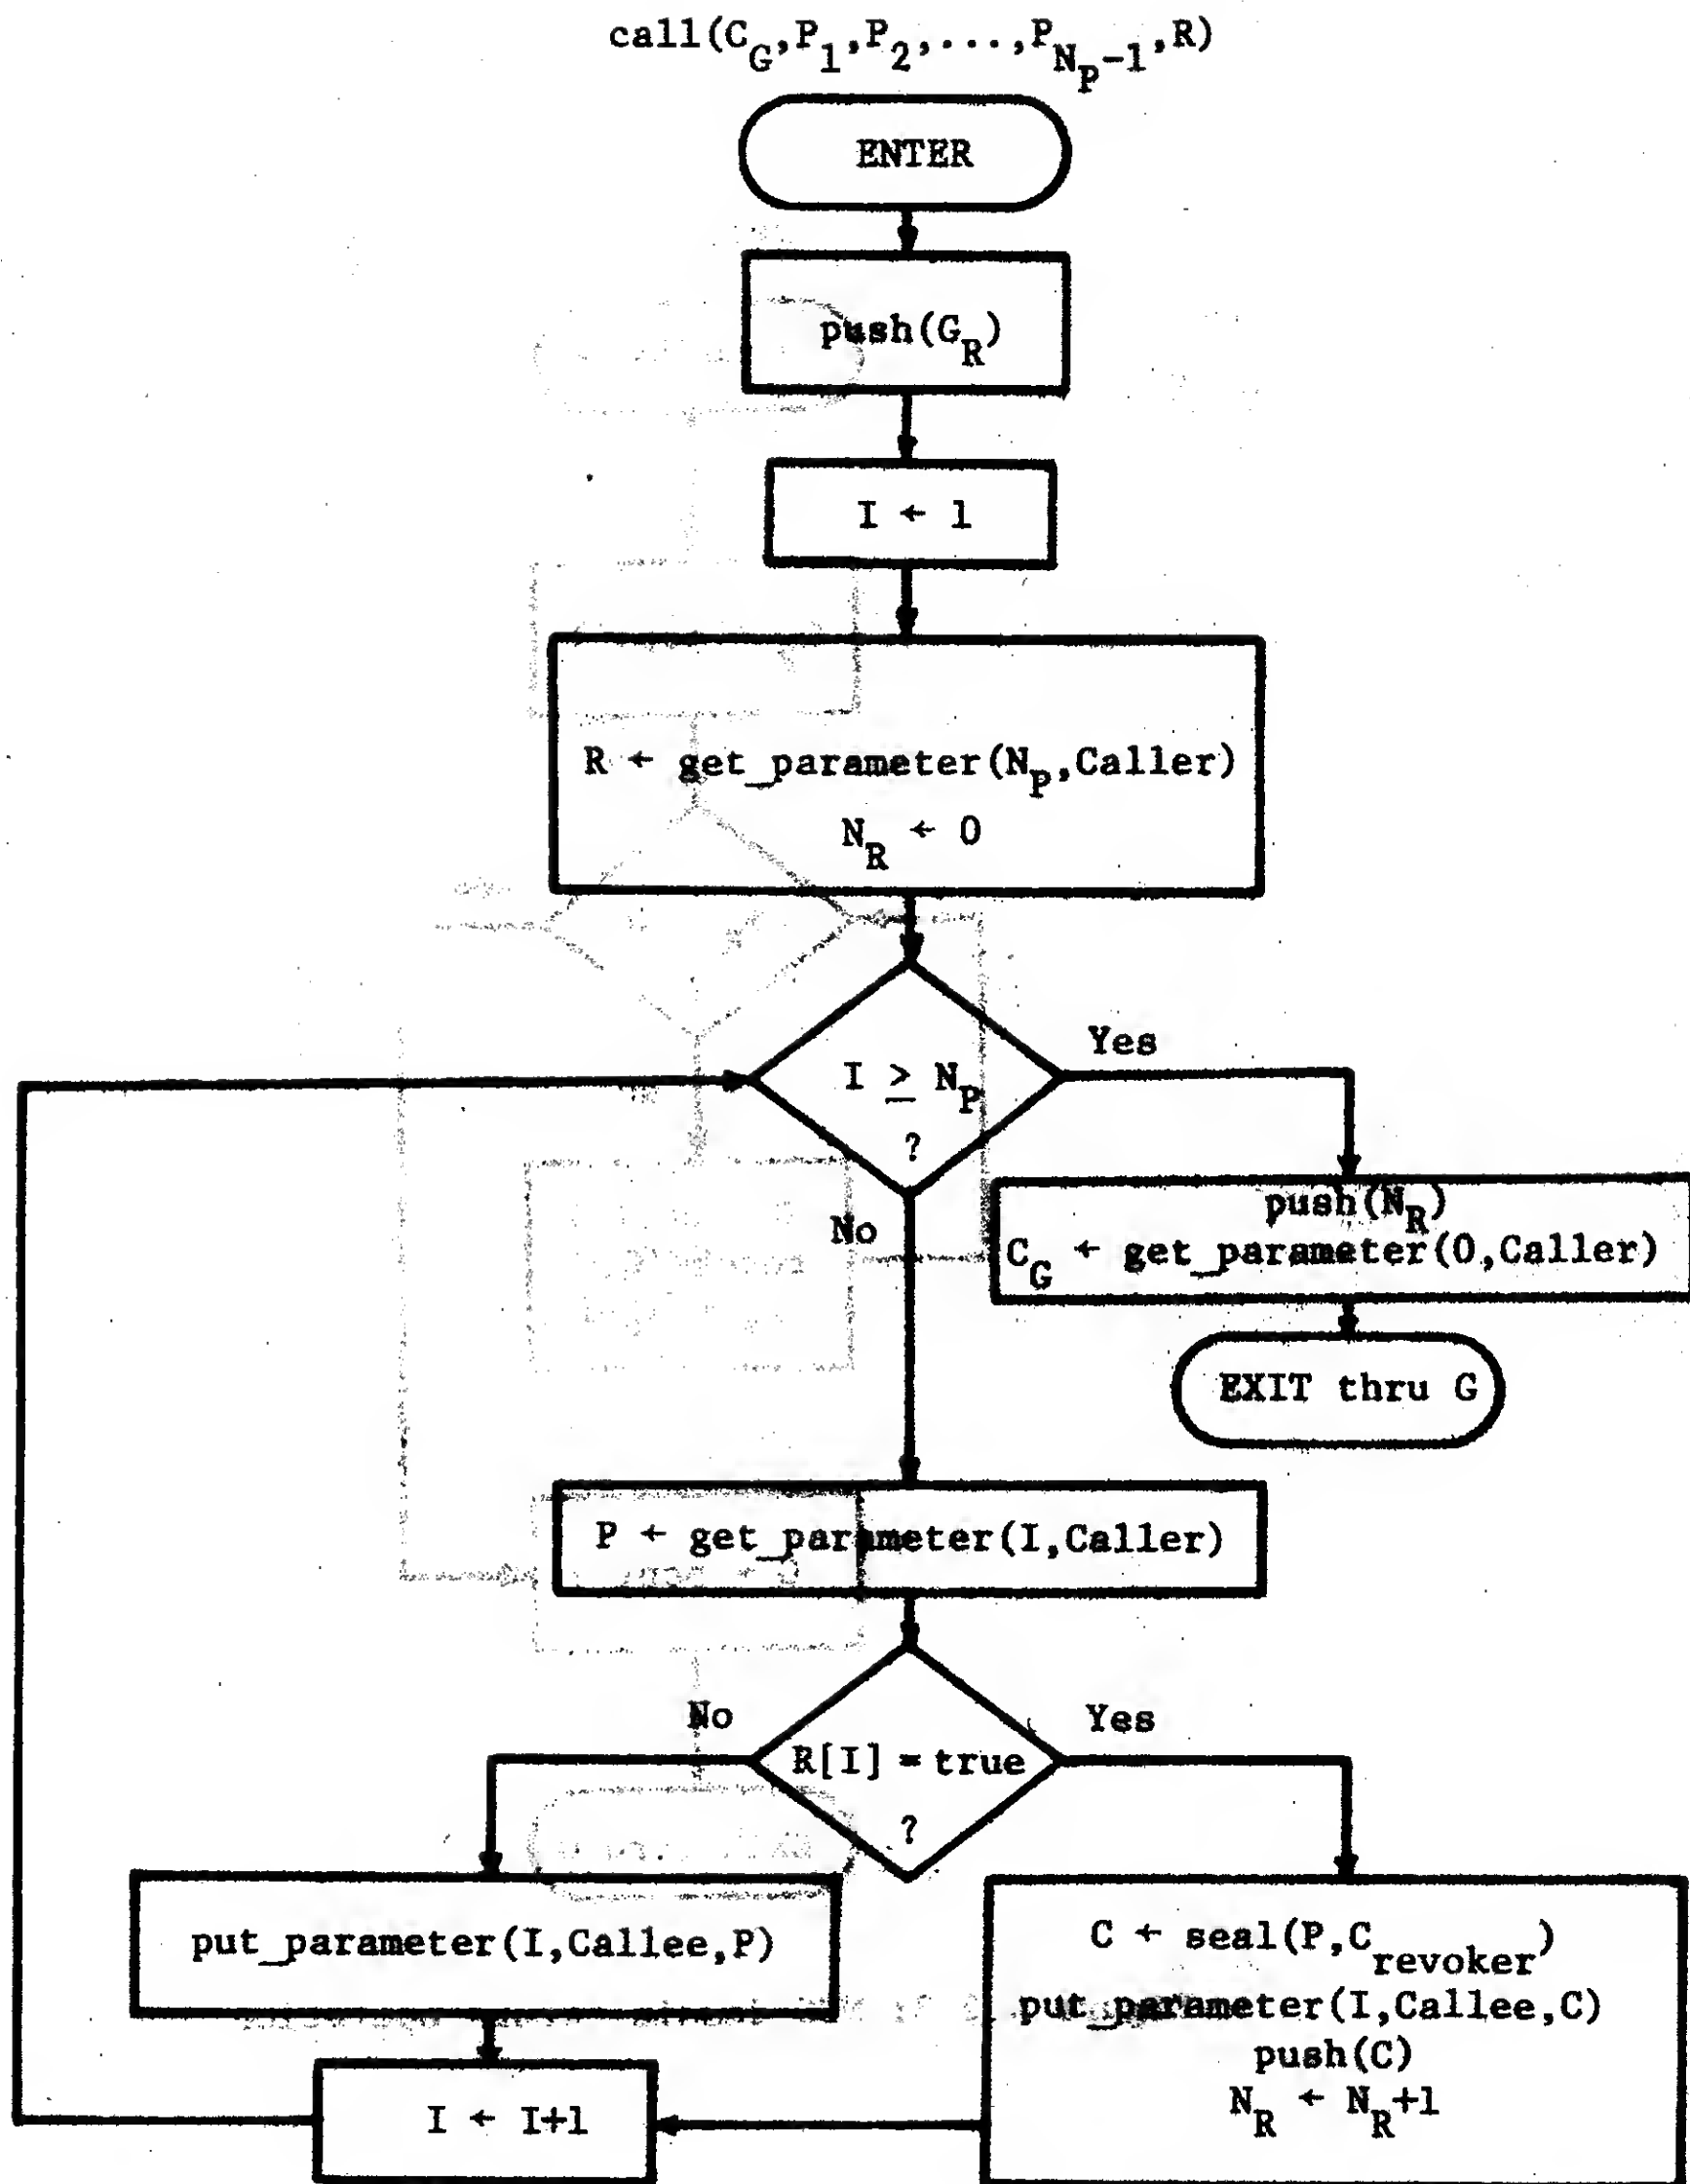 call(C_G,P_1,P_2,...,P_{N_P-1},R)
ENTER
push(G_R)
I ← 1
R ← get_parameter(N_P,Caller)
N_R ← 0
I ≥ N_P
?
Yes
No
push(N_R)
C_G ← get_parameter(0,Caller)
EXIT thru G
P ← get_parameter(I,Caller)
R[I] = true
?
No
Yes
put_parameter(I,Callee,P)
C ← seal(P,C_revoker)
put_parameter(I,Callee,C)
push(C)
N_R ← N_R+1
I ← I+1